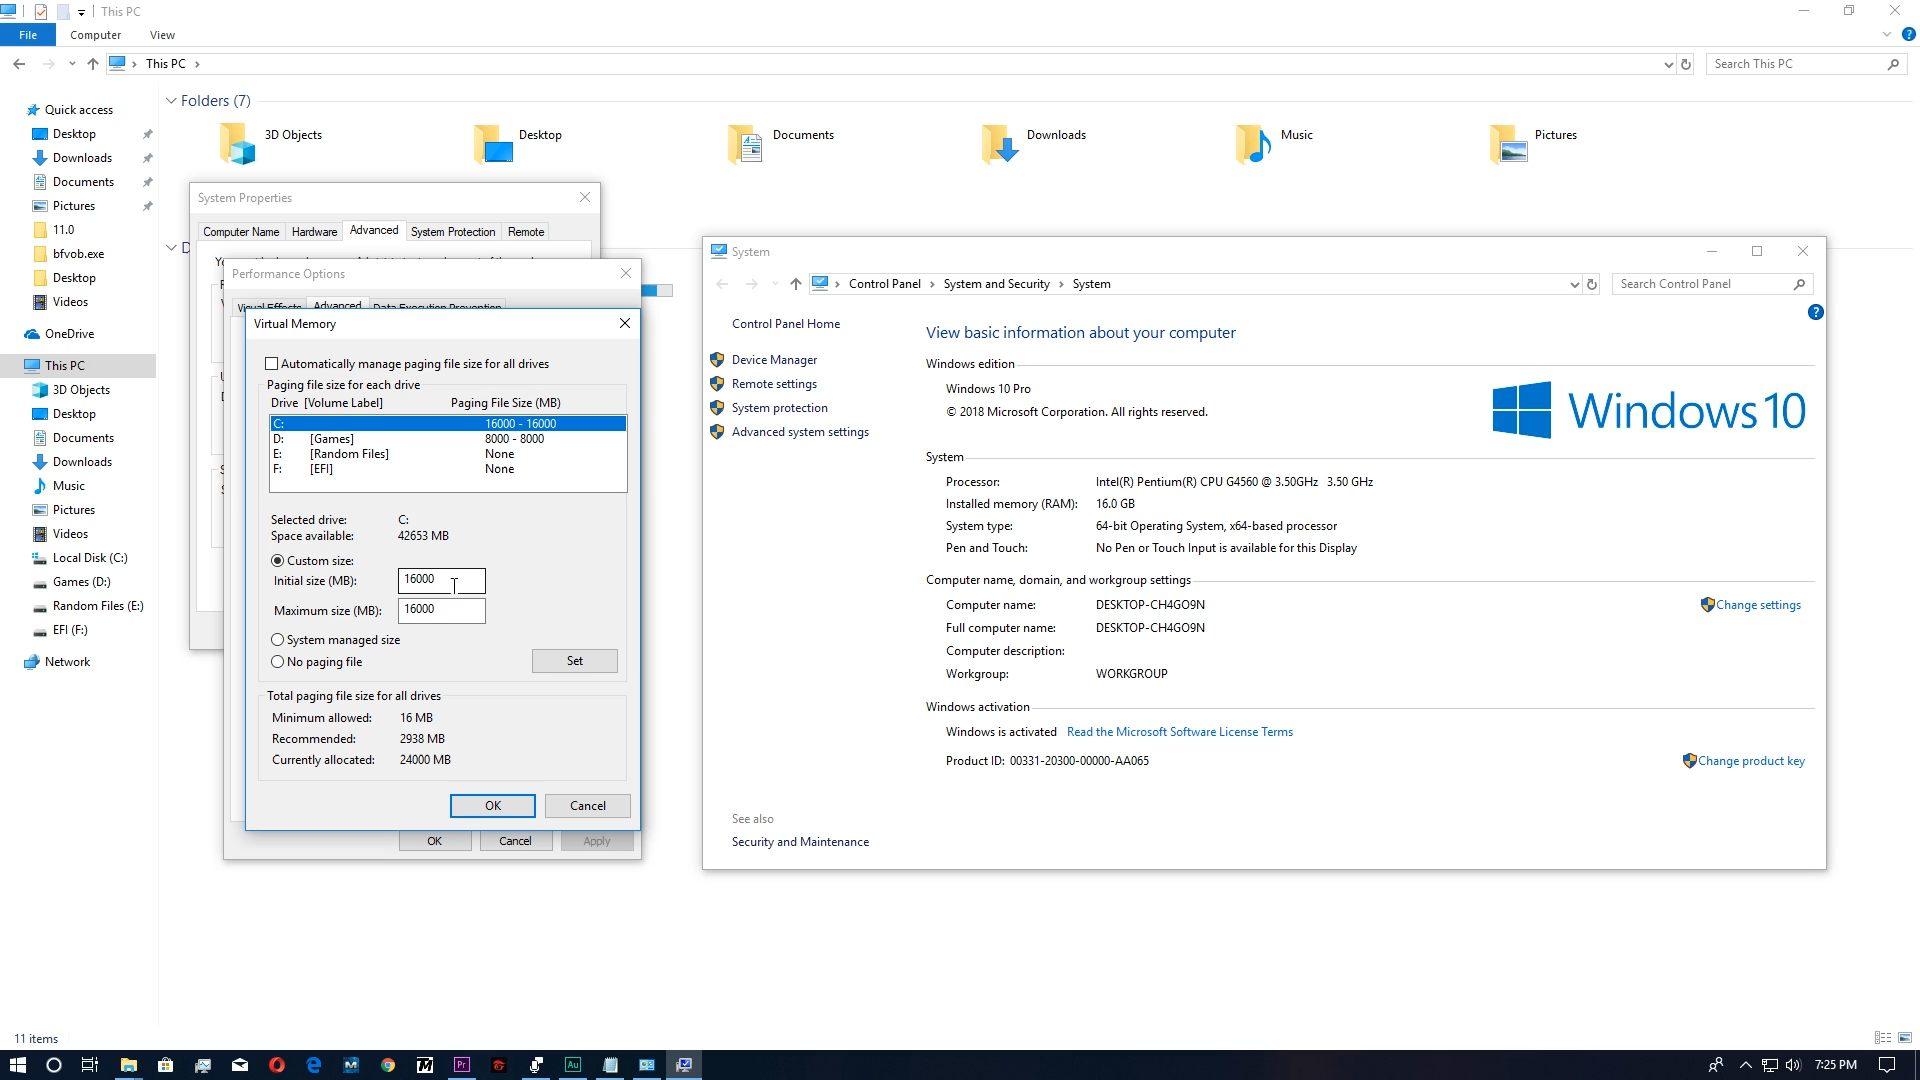 This PC
File
Computer
View
This PC
Search This PC
Quick access
Desktop
Downloads
Documents
Pictures
11.0
bfvob.exe
Desktop
Videos
OneDrive
This PC
3D Objects
Desktop
Documents
Downloads
Music
Pictures
Videos
Local Disk (C:)
Games (D:)
Random Files (E:)
EFI (F:)
Network
Folders (7)
3D Objects
Desktop
Documents
Downloads
Music
Pictures
System Properties
Computer Name
Hardware
Advanced
System Protection
Remote
Performance Options
Visual Effects
Advanced
Data Execution Prevention
Virtual Memory
Automatically manage paging file size for all drives
Paging file size for each drive
Drive [Volume Label] Paging File Size (MB)
C: 16000 - 16000
D: [Games] 8000 - 8000
E: [Random Files] None
F: [EFI] None
Selected drive: C:
Space available: 42653 MB
Custom size:
Initial size (MB): 16000
Maximum size (MB): 16000
System managed size
No paging file
Set
Total paging file size for all drives
Minimum allowed: 16 MB
Recommended: 2938 MB
Currently allocated: 24000 MB
OK
Cancel
OK
Cancel
Apply
System
Control Panel
System and Security
System
Search Control Panel
Control Panel Home
Device Manager
Remote settings
System protection
Advanced system settings
See also
Security and Maintenance
View basic information about your computer
Windows edition
Windows 10 Pro
© 2018 Microsoft Corporation. All rights reserved.
Windows 10
System
Processor: Intel(R) Pentium(R) CPU G4560 @ 3.50GHz 3.50 GHz
Installed memory (RAM): 16.0 GB
System type: 64-bit Operating System, x64-based processor
Pen and Touch: No Pen or Touch Input is available for this Display
Computer name, domain, and workgroup settings
Computer name: DESKTOP-CH4GO9N
Change settings
Full computer name: DESKTOP-CH4GO9N
Computer description:
Workgroup: WORKGROUP
Windows activation
Windows is activated Read the Microsoft Software License Terms
Product ID: 00331-20300-00000-AA065
Change product key
11 items
Pr
Au
7:25 PM